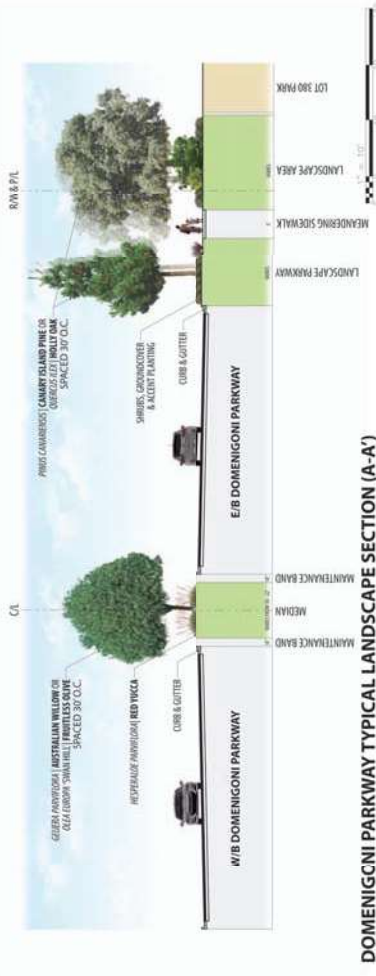 C/L
R/W & P/L
GEIJERA PARVIFLORA | AUSTRALIAN WILLOW OR
OLEA EUROPA 'SWAN HILL' | FRUITLESS OLIVE
SPACED 30' O.C.
HESPERALOE PARVIFLORA | RED YUCCA
CURB & GUTTER
PINUS CANARIENSIS | CANARY ISLAND PINE OR
QUERCUS ILEX | HOLLY OAK
SPACED 30' O.C.
SHRUBS, GROUNDCOVER
& ACCENT PLANTING
CURB & GUTTER
W/B DOMENIGONI PARKWAY
E/B DOMENIGONI PARKWAY
MAINTENANCE BAND
MEDIAN
MAINTENANCE BAND
LANDSCAPE PARKWAY
MEANDERING SIDEWALK
LANDSCAPE AREA
LOT 380 PARK
DOMENIGONI PARKWAY TYPICAL LANDSCAPE SECTION (A-A')
1" = 10'